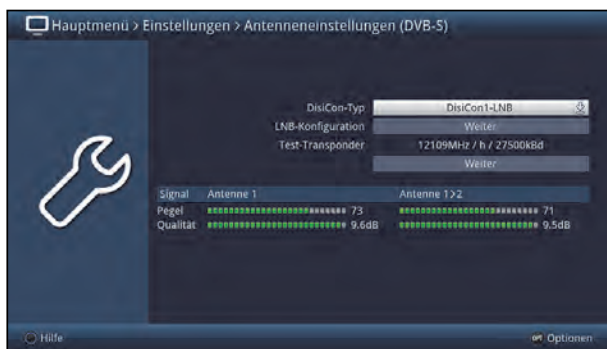 Hauptmenü > Einstellungen > Antenneneinstellungen (DVB-S)
DisiCon-Typ DisiCon1-LNB
LNB-Konfiguration Weiter
Test-Transponder 12109MHz / h / 27500kBd
Weiter
Signal Antenne 1 Antenne 1>2
Pegel 73 71
Qualität 9.6dB 9.5dB
Hilfe Optionen